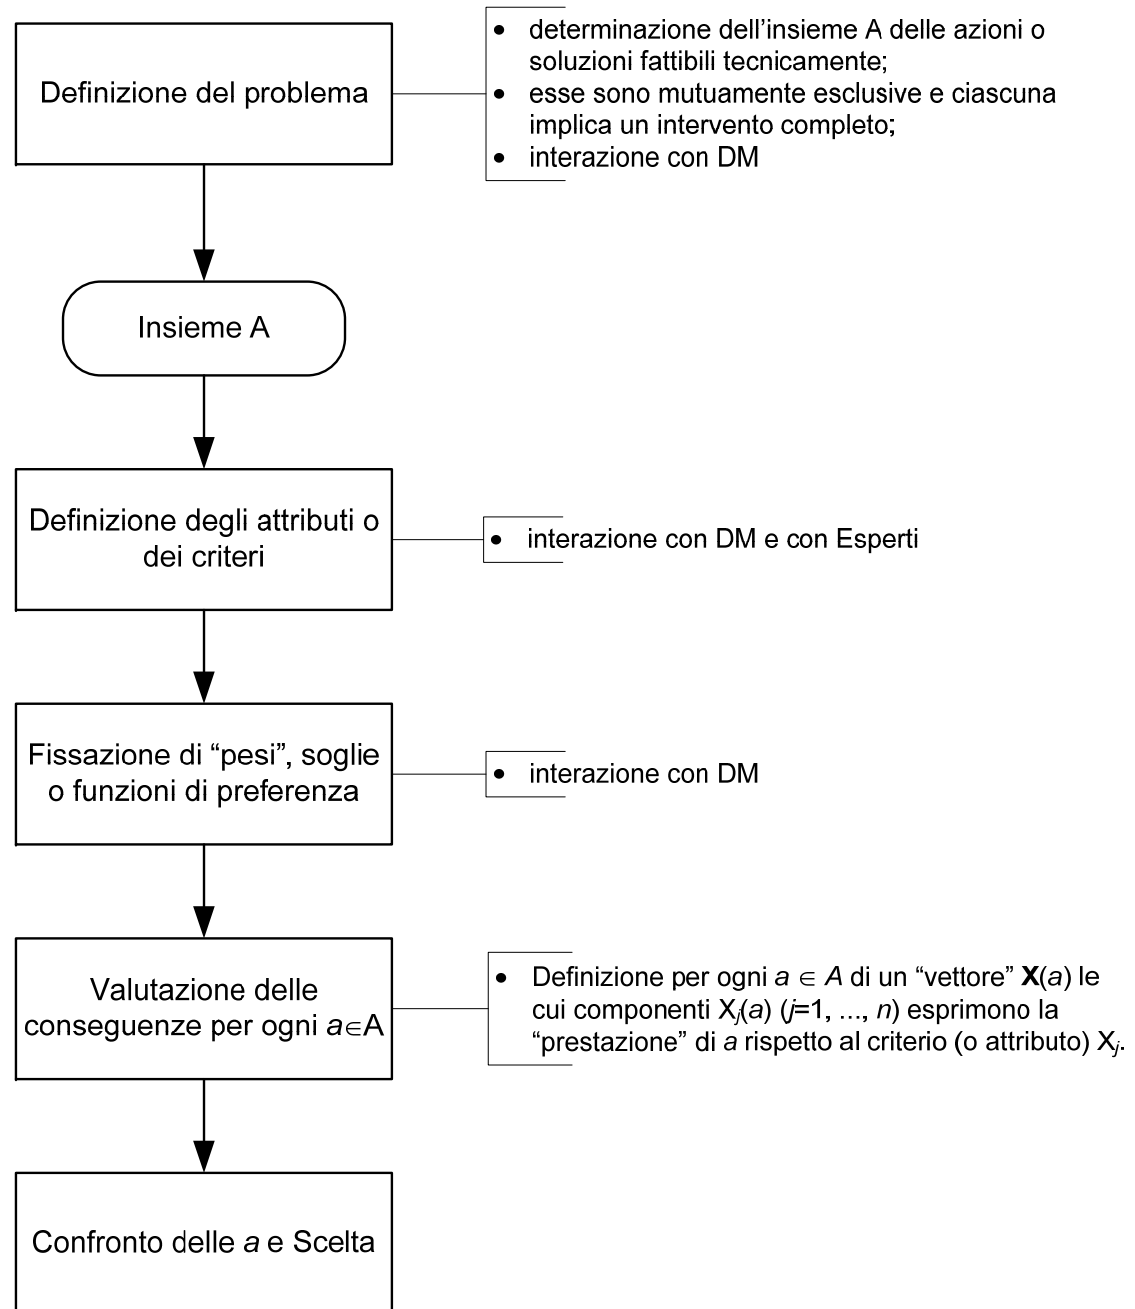 Definizione del problema
• determinazione dell'insieme A delle azioni o
soluzioni fattibili tecnicamente;
• esse sono mutuamente esclusive e ciascuna
implica un intervento completo;
• interazione con DM
Insieme A
Definizione degli attributi o
dei criteri
• interazione con DM e con Esperti
Fissazione di “pesi”, soglie
o funzioni di preferenza
• interazione con DM
Valutazione delle
conseguenze per ogni a∈A
• Definizione per ogni a ∈ A di un “vettore” X(a) le
cui componenti Xj(a) (j=1, ..., n) esprimono la
“prestazione” di a rispetto al criterio (o attributo) Xj.
Confronto delle a e Scelta